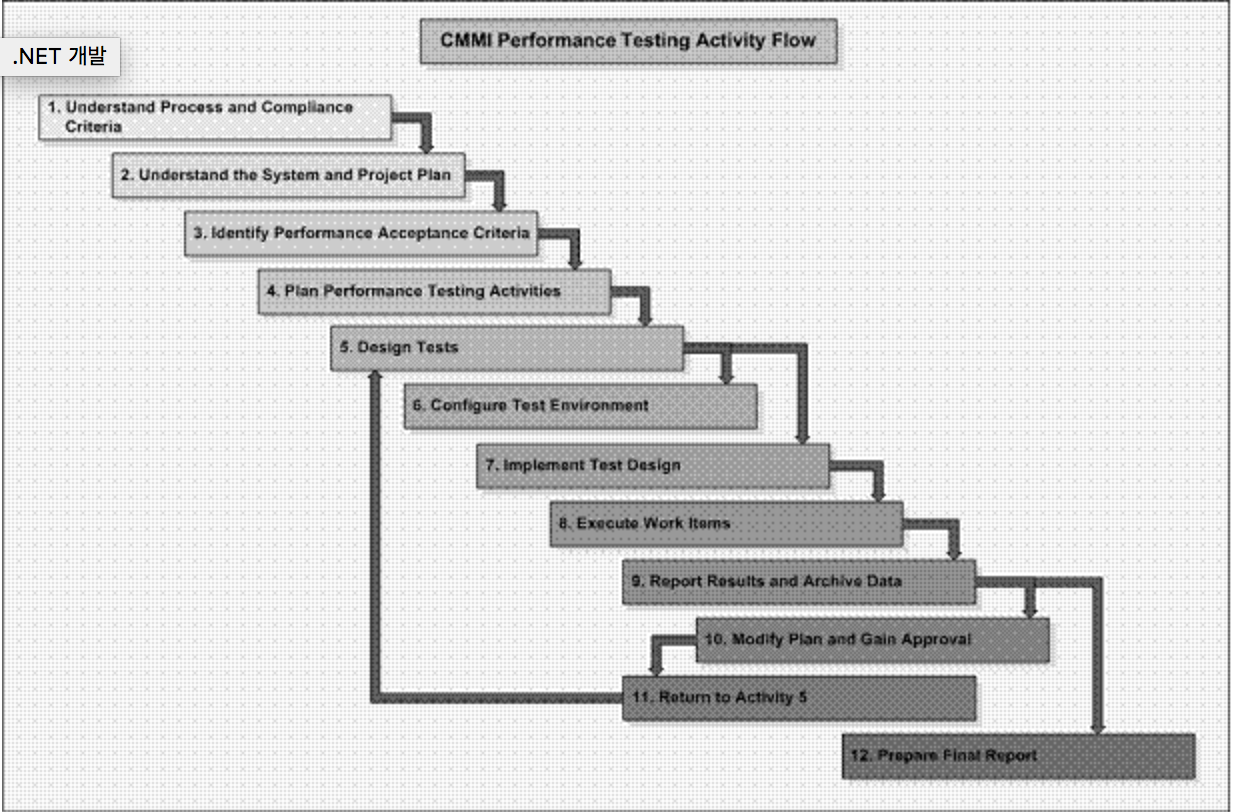 CMMI Performance Testing Activity Flow
.NET 개발
1. Understand Process and Compliance
Criteria
2. Understand the System and Project Plan
3. Identify Performance Acceptance Criteria
4. Plan Performance Testing Activities
5. Design Tests
6. Configure Test Environment
7. Implement Test Design
8. Execute Work Items
9. Report Results and Archive Data
10. Modify Plan and Gain Approval
11. Return to Activity 5
12. Prepare Final Report